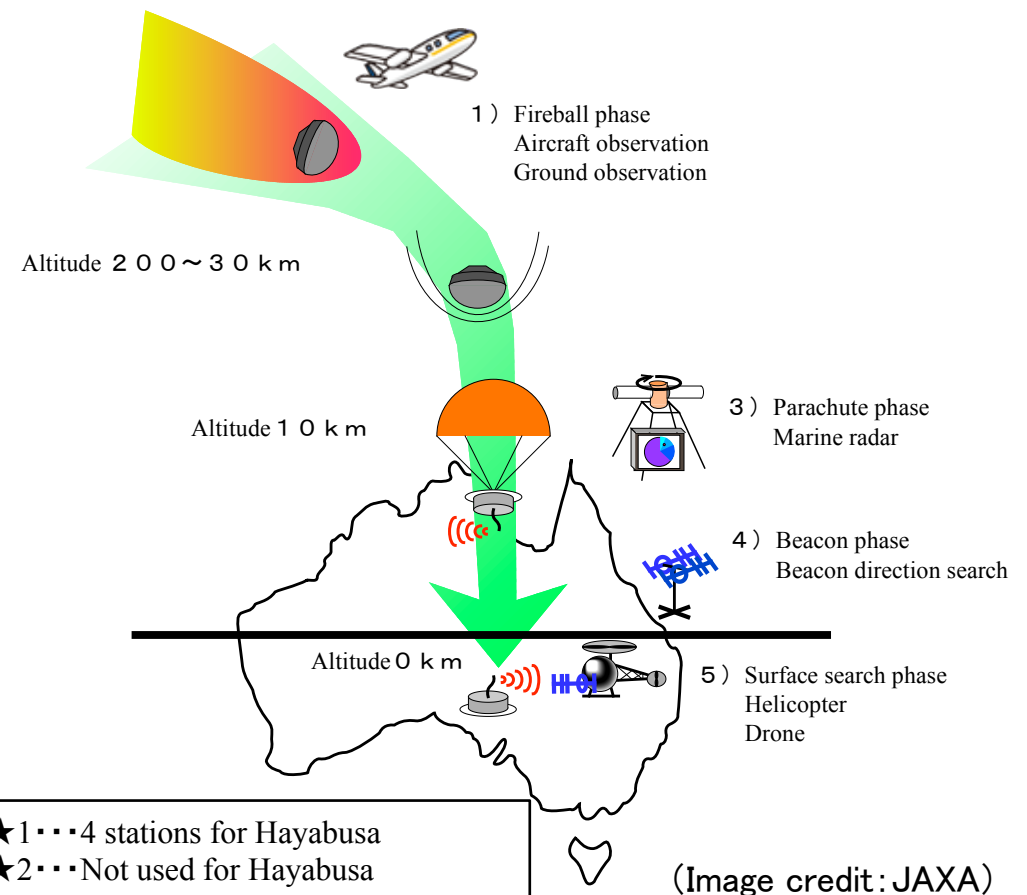 1） Fireball phase
Aircraft observation
Ground observation
Altitude ２００～３０ｋｍ
Altitude １０ｋｍ
3） Parachute phase
Marine radar
4） Beacon phase
Beacon direction search
Altitude０ｋｍ
5） Surface search phase
Helicopter
Drone
★1・・・4 stations for Hayabusa
★2・・・Not used for Hayabusa
（Image credit：JAXA）